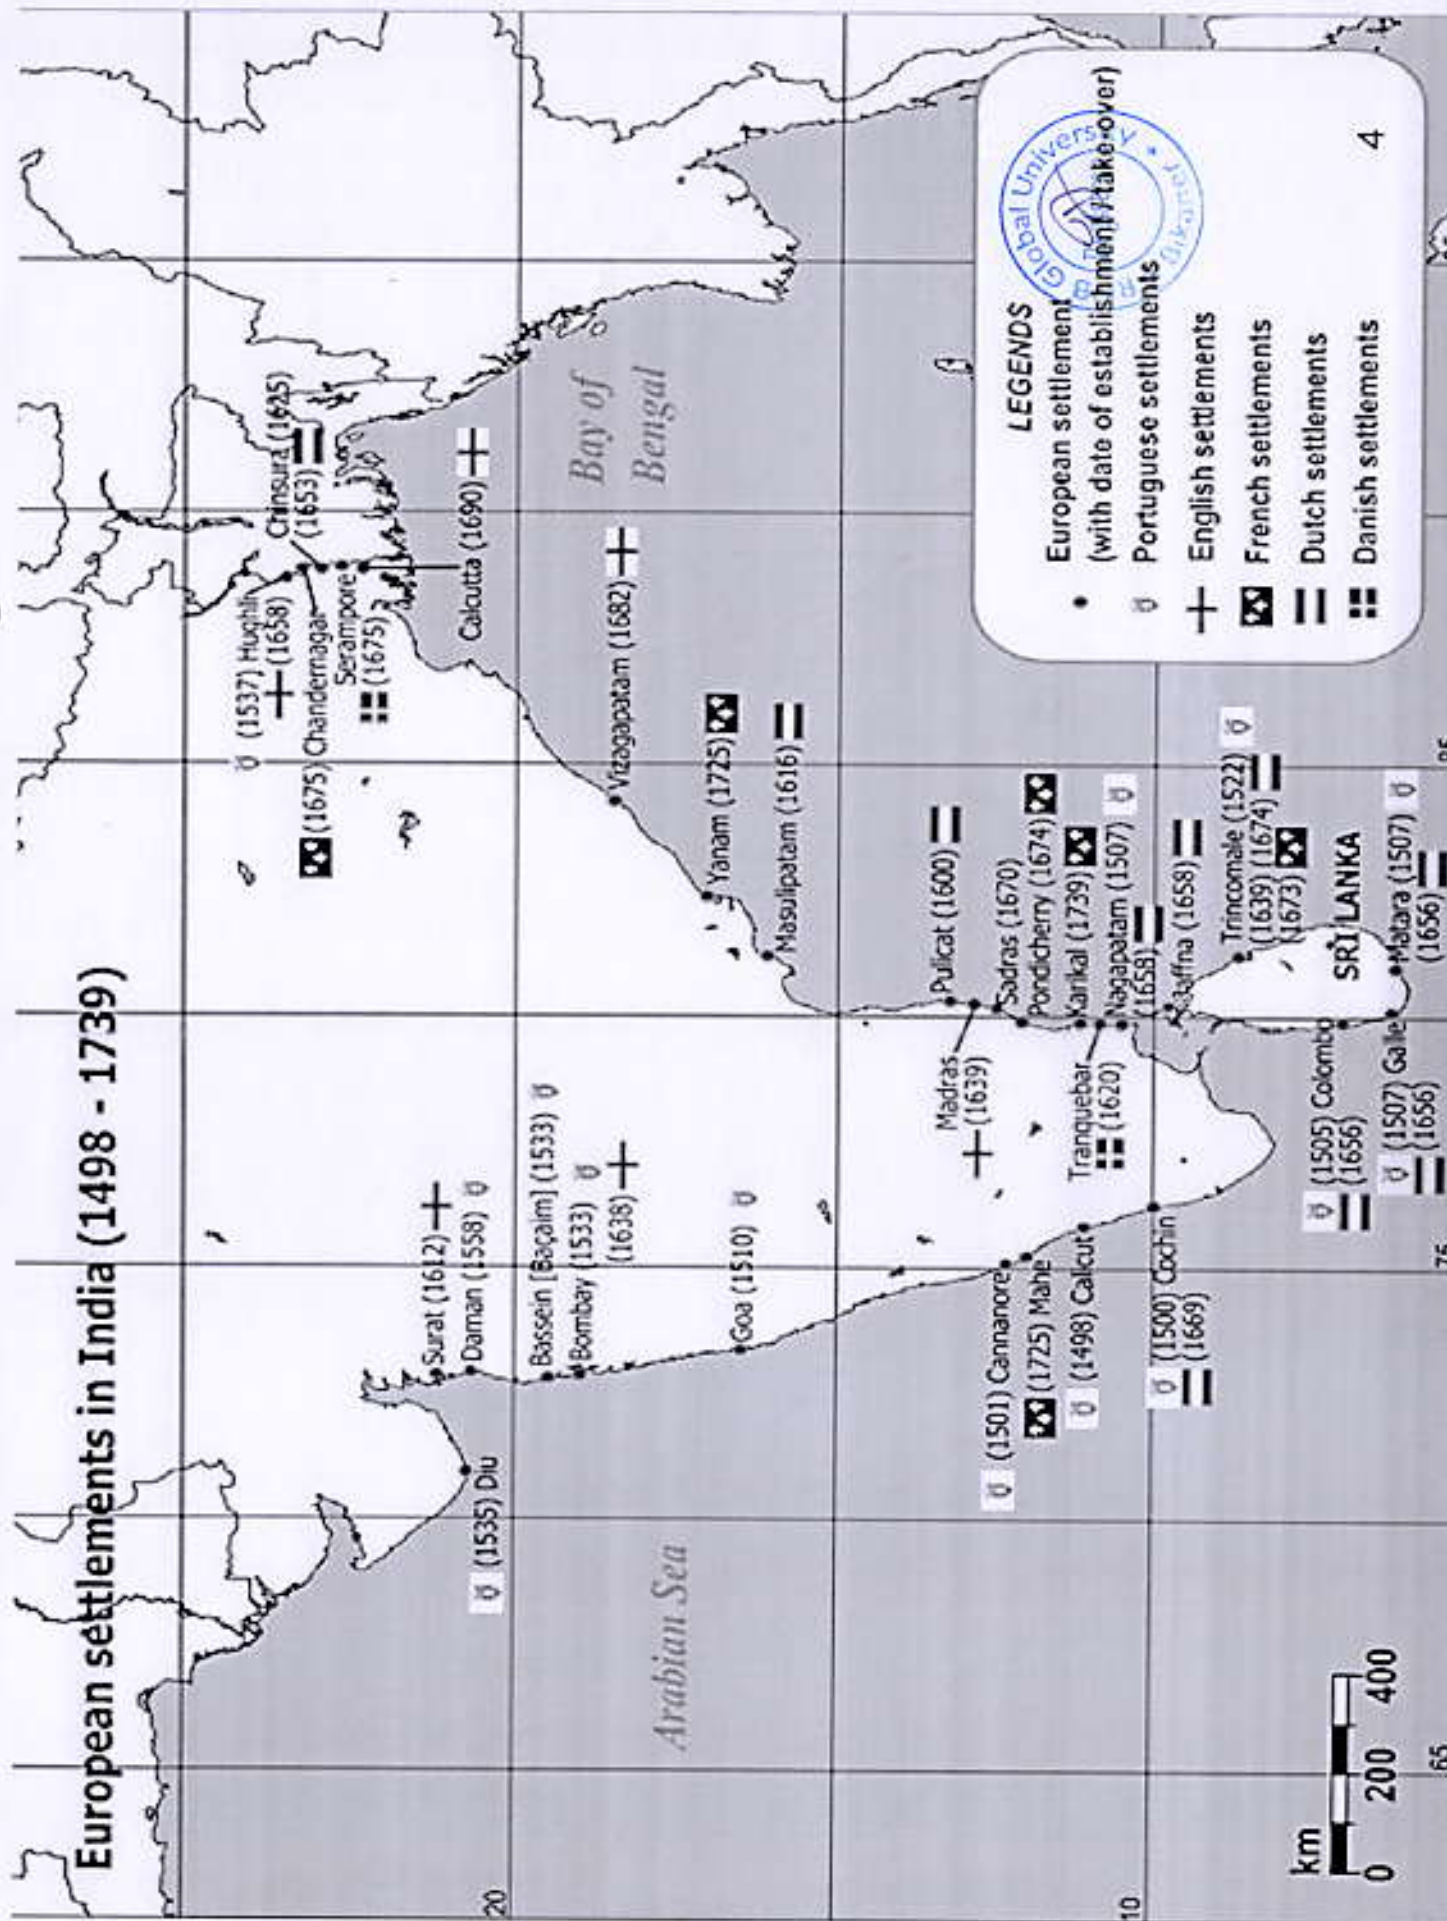 European settlements in India (1498 - 1739)
(1537) Hughli
(1658)
(1675) Chandernagar
Serampore
(1675)
Chinsura (1625)
(1653)
Calcutta (1690)
Vizagapatam (1682)
Yanam (1725)
Masulipatam (1616)
Bay of
Bengal
Surat (1612)
Daman (1558)
(1535) Diu
Bassein [Baçaim] (1533)
Bombay (1533)
(1638)
Goa (1510)
Arabian Sea
Pulicat (1600)
Madras
(1639)
Sadras (1670)
Pondicherry (1674)
Karikal (1739)
Tranquebar
(1620)
Nagapatam (1507)
(1658)
Jaffna (1658)
(1501) Cannanore
(1725) Mahe
(1498) Calicut
(1500) Cochin
(1669)
Trincomale (1522)
(1639) (1674)
(1673)
SRI LANKA
(1505) Colombo
(1656)
(1507) Galle
(1656)
Matara (1507)
(1656)
LEGENDS
European settlement
(with date of establishment / take over)
Portuguese settlements
English settlements
French settlements
Dutch settlements
Danish settlements
4
Global University
Bikaner
km
0 200 400
20
10
65
75